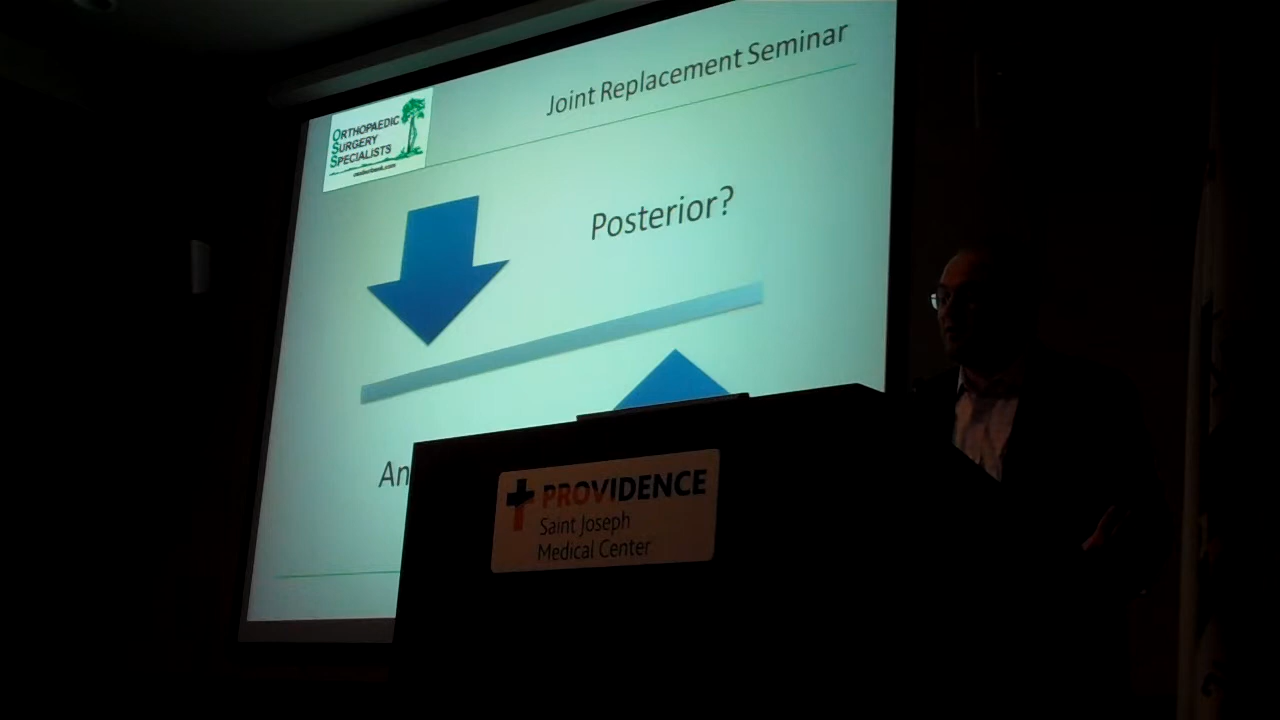 Joint Replacement Seminar
ORTHOPAEDIC
SURGERY
SPECIALISTS
Posterior?
An
PROVIDENCE
Saint Joseph
Medical Center